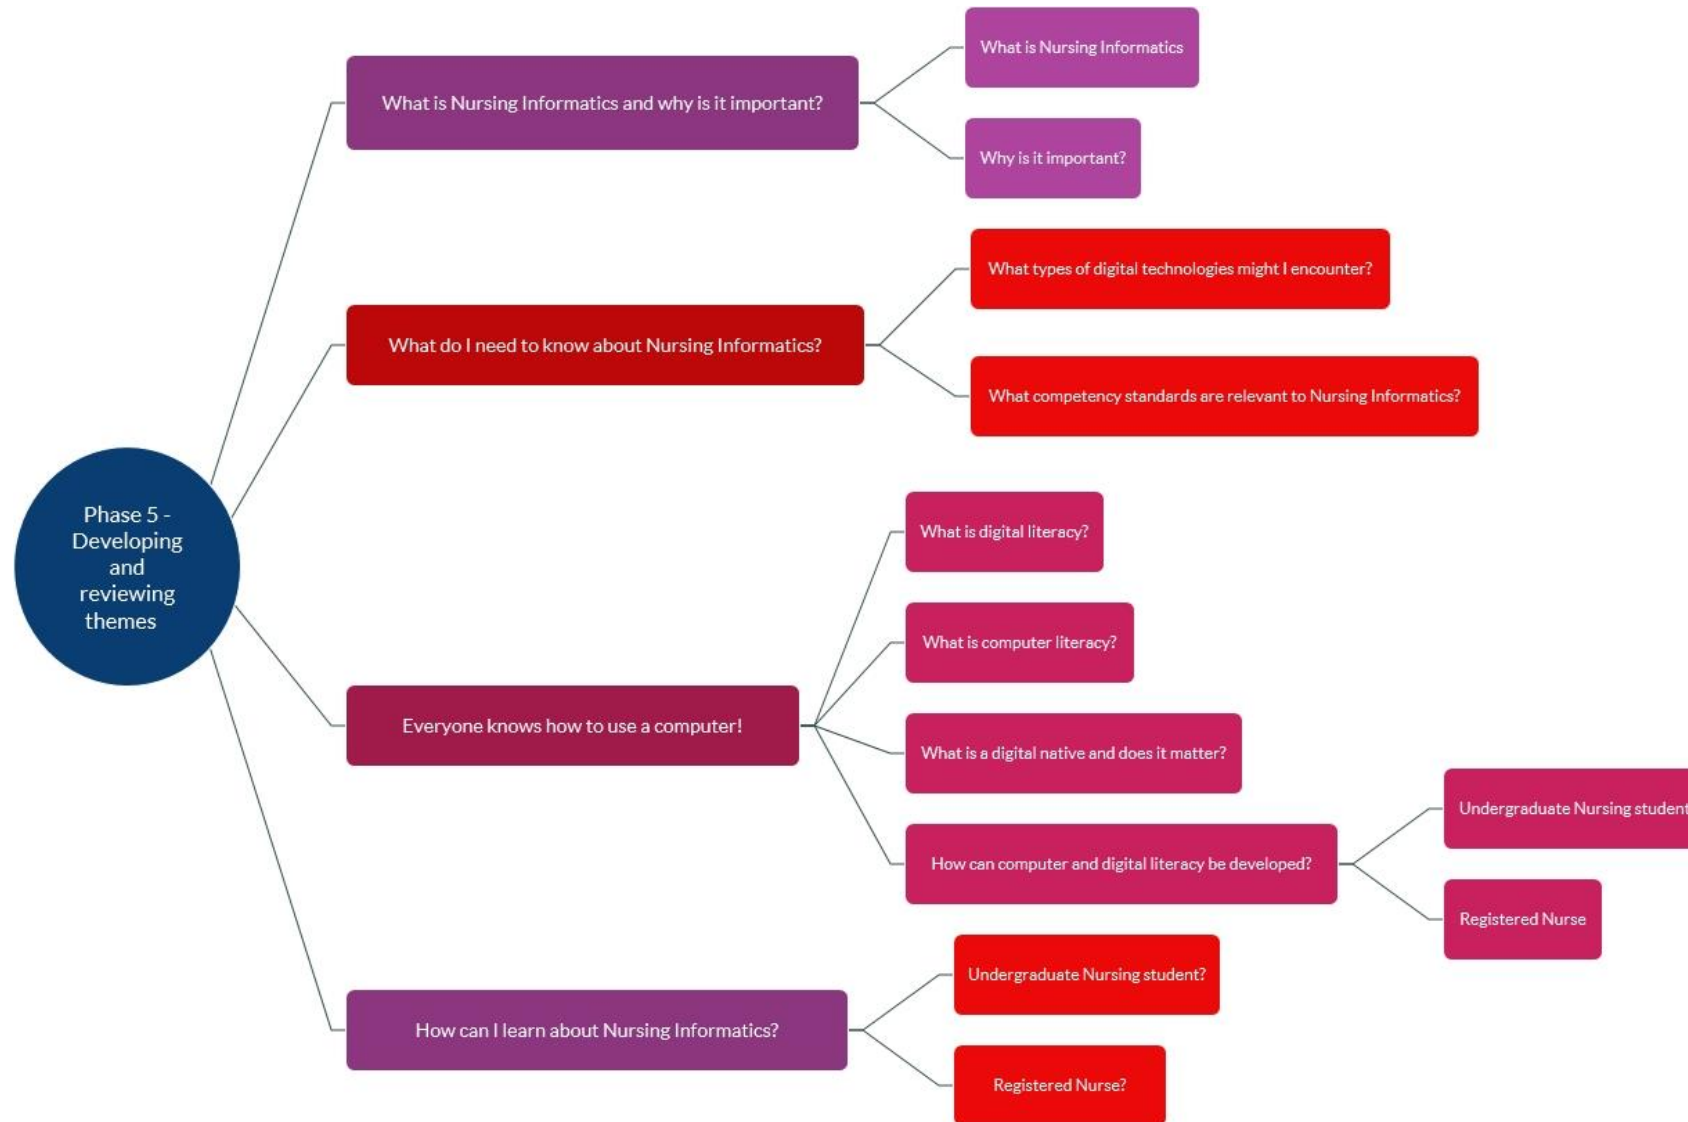 Phase 5 -
Developing
and
reviewing
themes
What is Nursing Informatics and why is it important?
What is Nursing Informatics
Why is it important?
What do I need to know about Nursing Informatics?
What types of digital technologies might I encounter?
What competency standards are relevant to Nursing Informatics?
Everyone knows how to use a computer!
What is digital literacy?
What is computer literacy?
What is a digital native and does it matter?
How can computer and digital literacy be developed?
Undergraduate Nursing student
Registered Nurse
How can I learn about Nursing Informatics?
Undergraduate Nursing student?
Registered Nurse?